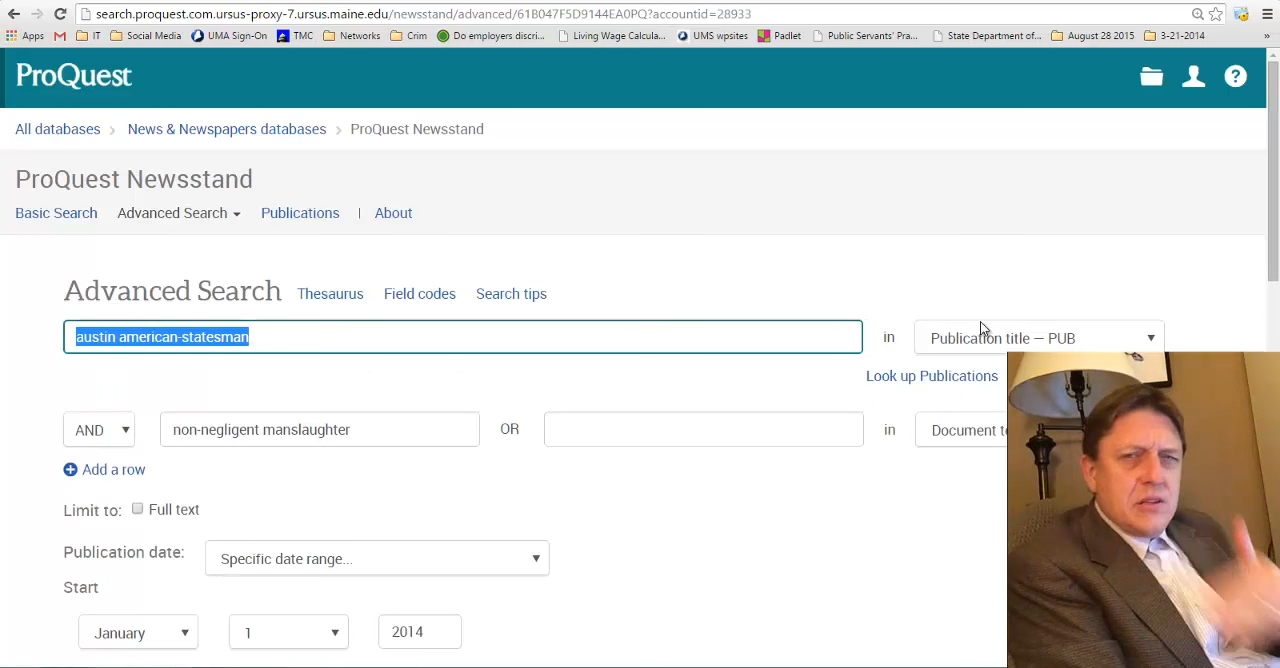 search.proquest.com.ursus-proxy-7.ursus.maine.edu/newsstand/advanced/61B047F5D9144EA0PQ?accountid=28933
Apps IT Social Media UMA Sign-On TMC Networks Crim Do employers discri... Living Wage Calcula... UMS wpsites Padlet Public Servants' Pra... State Department of... August 28 2015 3-21-2014 »
ProQuest
All databases > News & Newspapers databases > ProQuest Newsstand
ProQuest Newsstand
Basic Search Advanced Search Publications | About
Advanced Search Thesaurus Field codes Search tips
austin american-statesman in Publication title — PUB
Look up Publications
AND non-negligent manslaughter OR in Document te
Add a row
Limit to: Full text
Publication date: Specific date range...
Start
January 1 2014